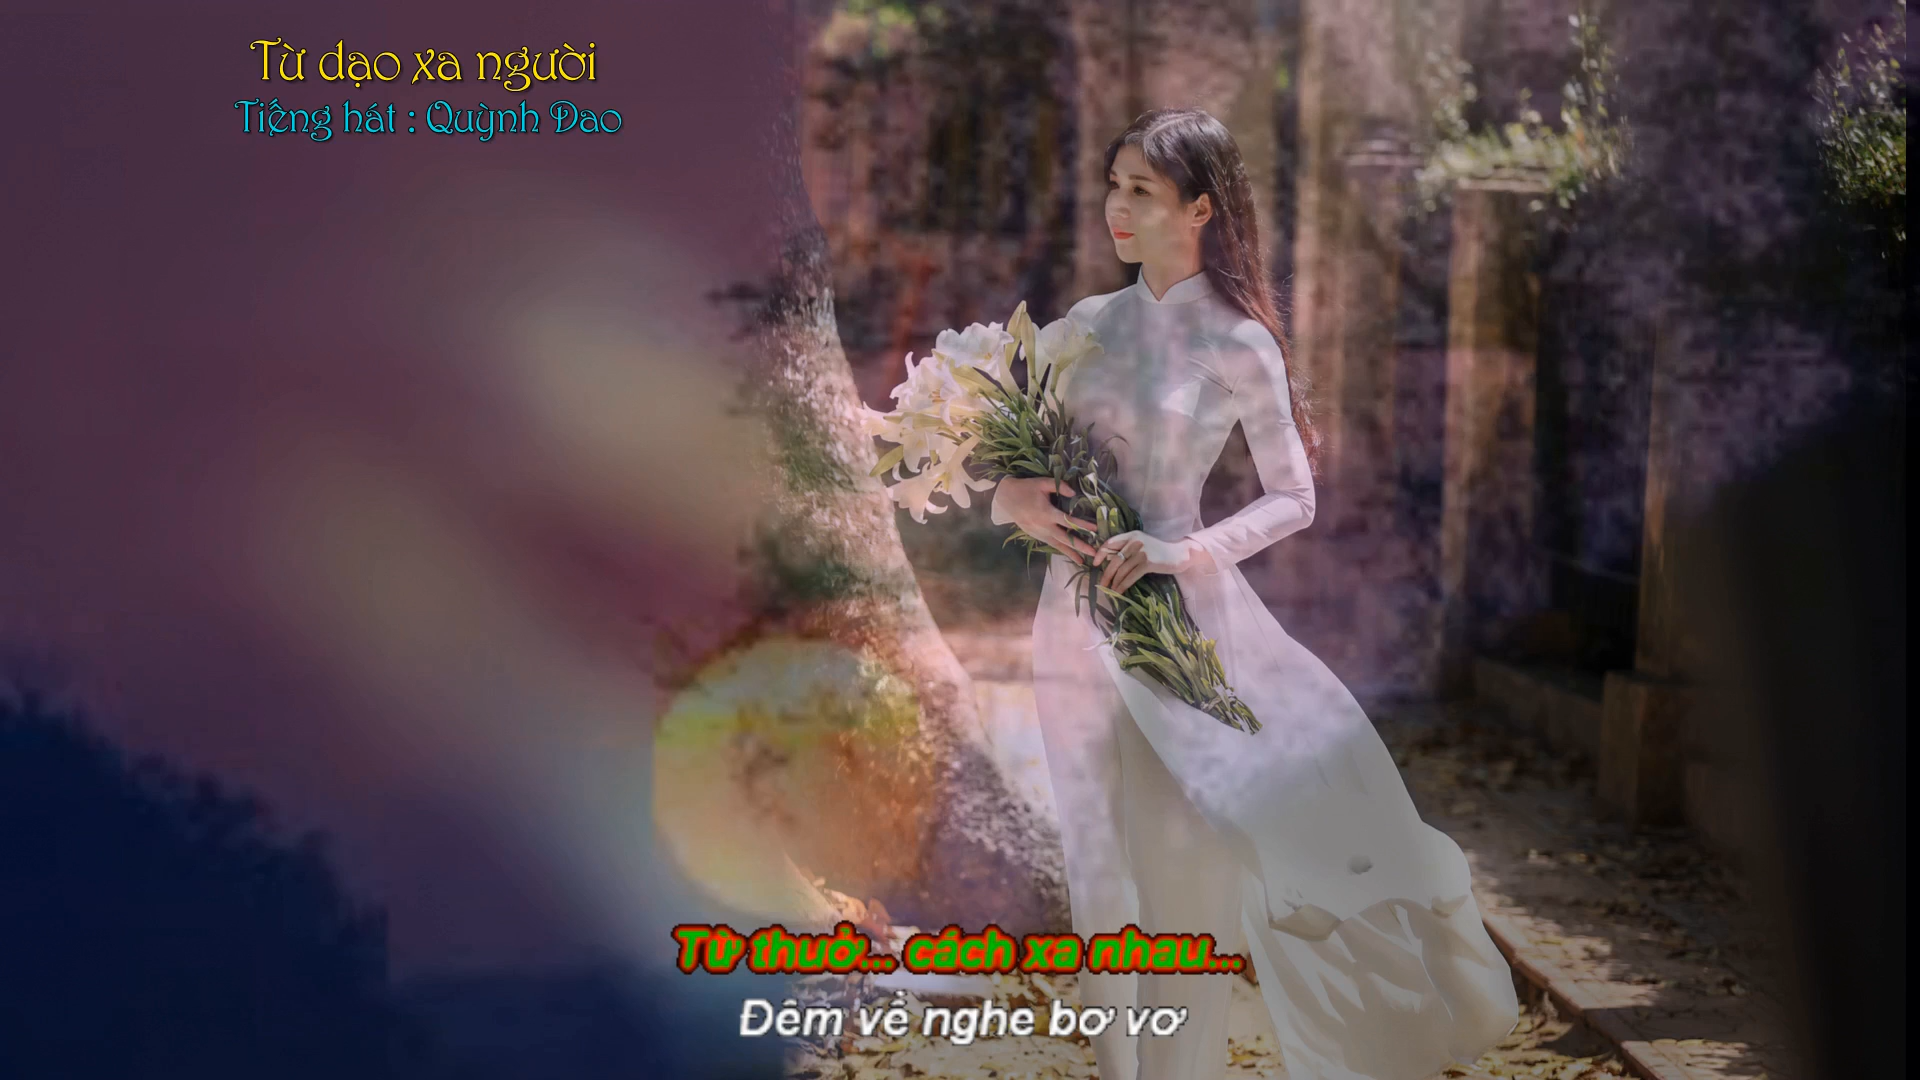 Từ dạo xa người
Tiếng hát : Quỳnh Dao
Từ thuở... cách xa nhau...
Đêm về nghe bơ vơ